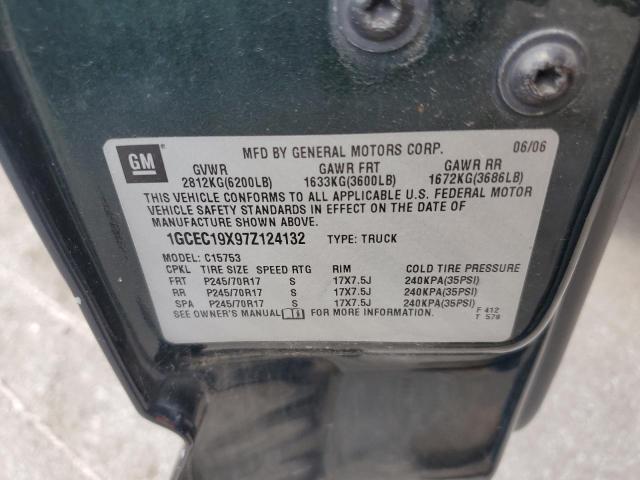 GM
MFD BY GENERAL MOTORS CORP. 06/06
GVWR GAWR FRT GAWR RR
2812KG(6200LB) 1633KG(3600LB) 1672KG(3686LB)
THIS VEHICLE CONFORMS TO ALL APPLICABLE U.S. FEDERAL MOTOR
VEHICLE SAFETY STANDARDS IN EFFECT ON THE DATE OF
MANUFACTURE SHOWN ABOVE.
1GCEC19X97Z124132 TYPE: TRUCK
MODEL: C15753
CPKL TIRE SIZE SPEED RTG RIM COLD TIRE PRESSURE
FRT P245/70R17 S 17X7.5J 240KPA(35PSI)
RR P245/70R17 S 17X7.5J 240KPA(35PSI)
SPA P245/70R17 S 17X7.5J 240KPA(35PSI)
SEE OWNER'S MANUAL FOR MORE INFORMATION.
F 412
T 578